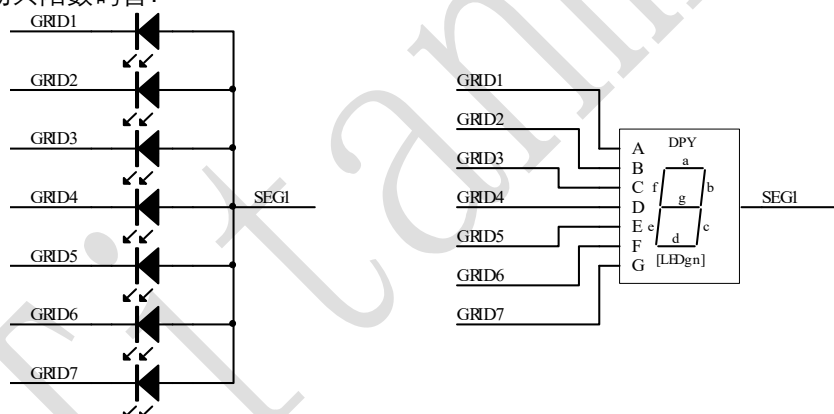 GRID1
GRID2
GRID3
GRID4
GRID5
GRID6
GRID7
SEG1
GRID1
GRID2
GRID3
GRID4
GRID5
GRID6
GRID7
A
B
C
D
E
F
G
DPY
a
f
b
g
e
c
d
[LEDgn]
SEG1